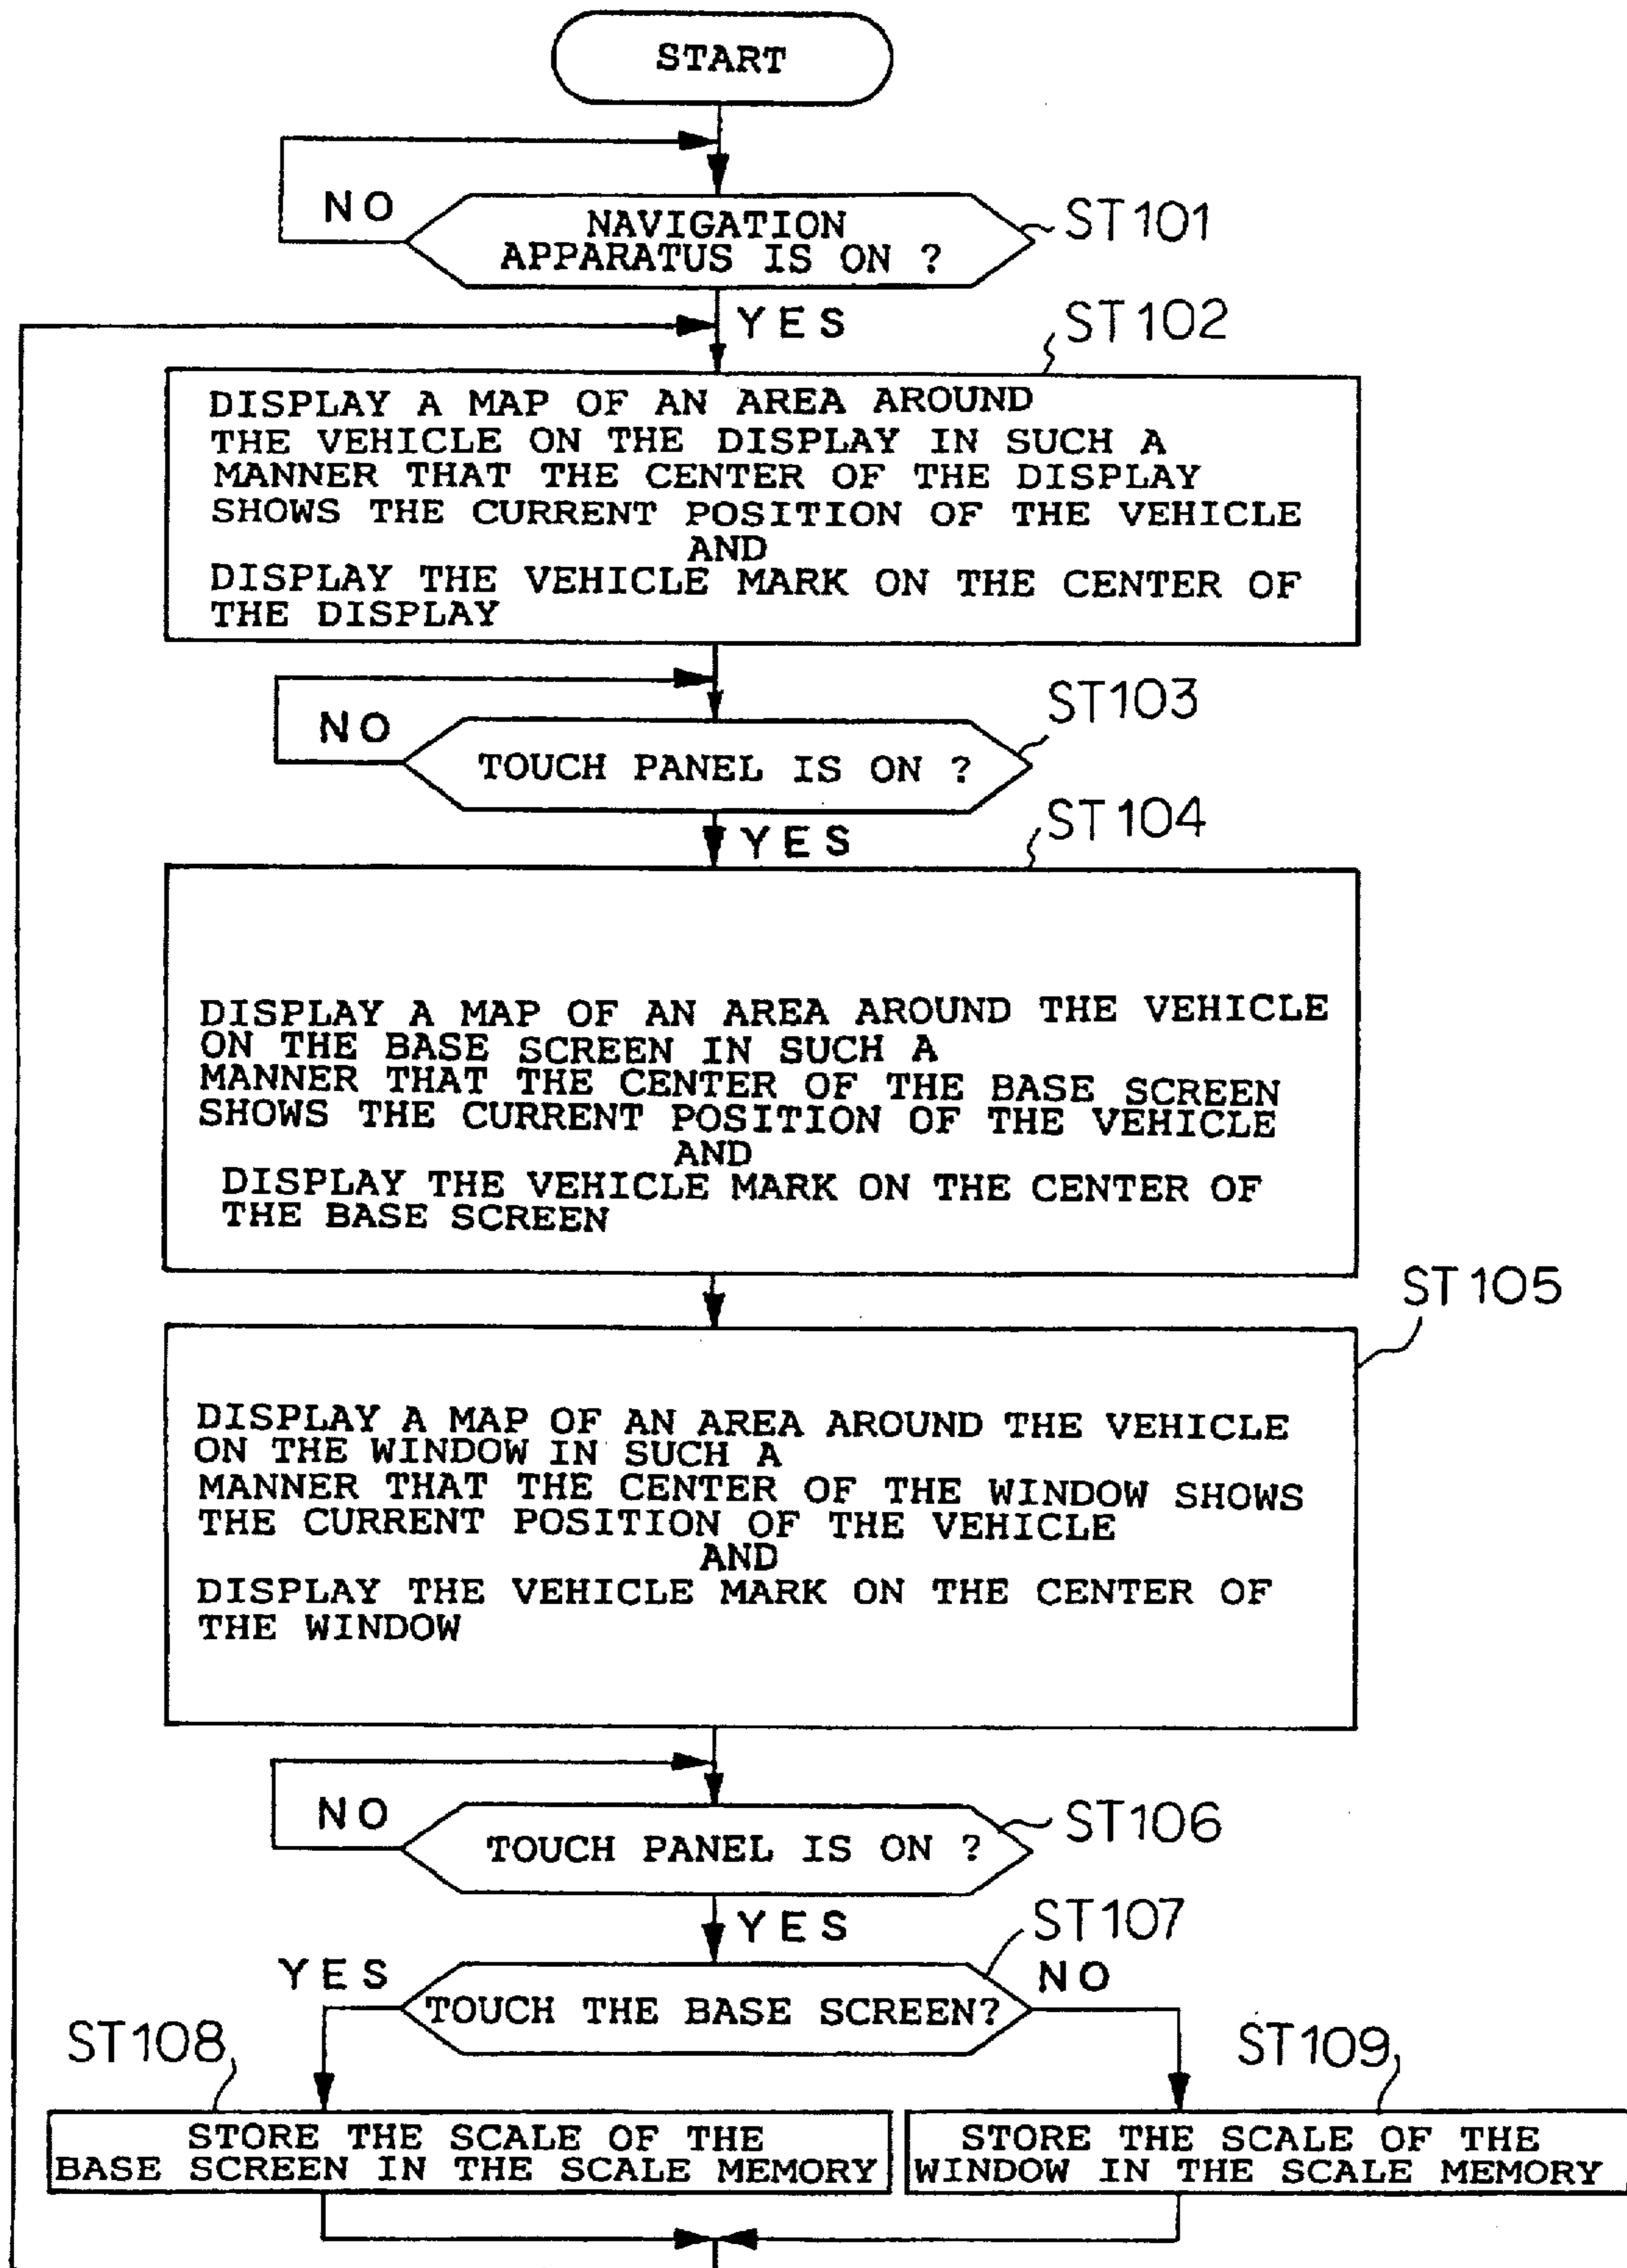 START
NO
NAVIGATION
APPARATUS IS ON ?
ST101
YES
ST102
DISPLAY A MAP OF AN AREA AROUND
THE VEHICLE ON THE DISPLAY IN SUCH A
MANNER THAT THE CENTER OF THE DISPLAY
SHOWS THE CURRENT POSITION OF THE VEHICLE
AND
DISPLAY THE VEHICLE MARK ON THE CENTER OF
THE DISPLAY
ST103
NO
TOUCH PANEL IS ON ?
ST104
YES
DISPLAY A MAP OF AN AREA AROUND THE VEHICLE
ON THE BASE SCREEN IN SUCH A
MANNER THAT THE CENTER OF THE BASE SCREEN
SHOWS THE CURRENT POSITION OF THE VEHICLE
AND
DISPLAY THE VEHICLE MARK ON THE CENTER OF
THE BASE SCREEN
ST105
DISPLAY A MAP OF AN AREA AROUND THE VEHICLE
ON THE WINDOW IN SUCH A
MANNER THAT THE CENTER OF THE WINDOW SHOWS
THE CURRENT POSITION OF THE VEHICLE
AND
DISPLAY THE VEHICLE MARK ON THE CENTER OF
THE WINDOW
NO
ST106
TOUCH PANEL IS ON ?
YES
ST107
YES
NO
TOUCH THE BASE SCREEN?
ST108
ST109
STORE THE SCALE OF THE
BASE SCREEN IN THE SCALE MEMORY
STORE THE SCALE OF THE
WINDOW IN THE SCALE MEMORY